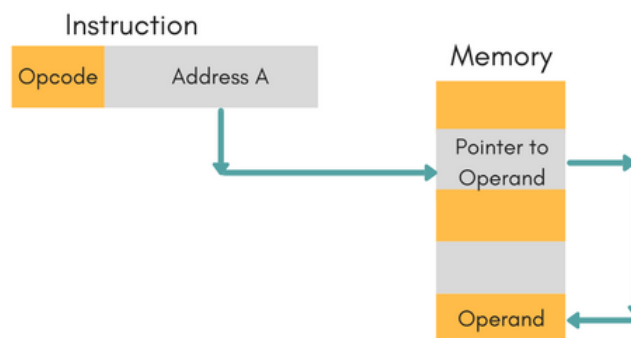 Instruction
Opcode
Address A
Memory
Pointer to
Operand
Operand